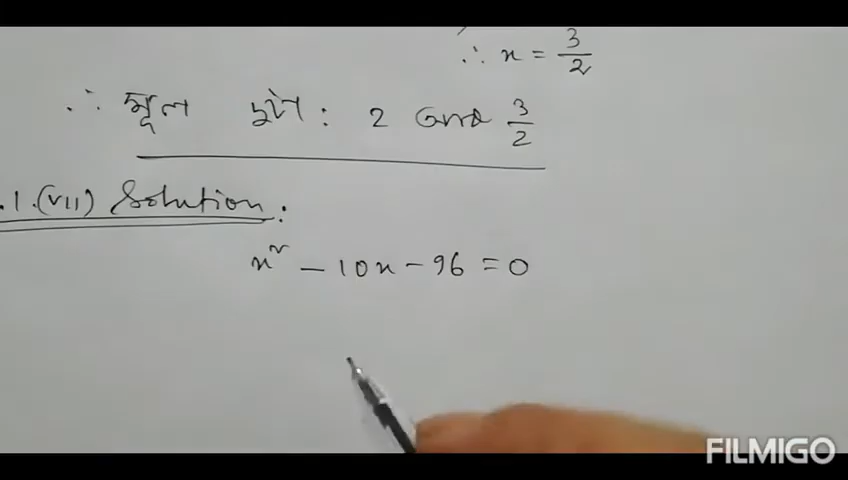 ∴ x = 3/2
∴ মূল দুটা : 2 and 3/2
.1.(VII) Solution :
x² - 10x - 96 = 0
FILMIGO